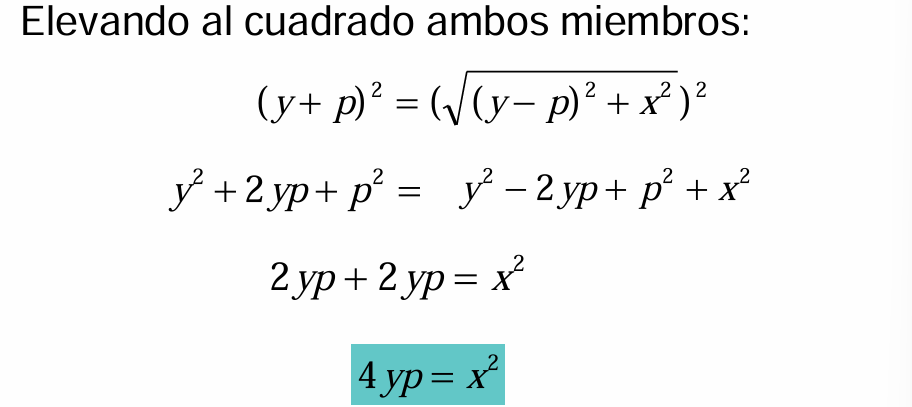 Elevando al cuadrado ambos miembros:
(y + p)² = (√((y − p)² + x²))²
y² + 2yp + p² = y² − 2yp + p² + x²
2yp + 2yp = x²
4yp = x²